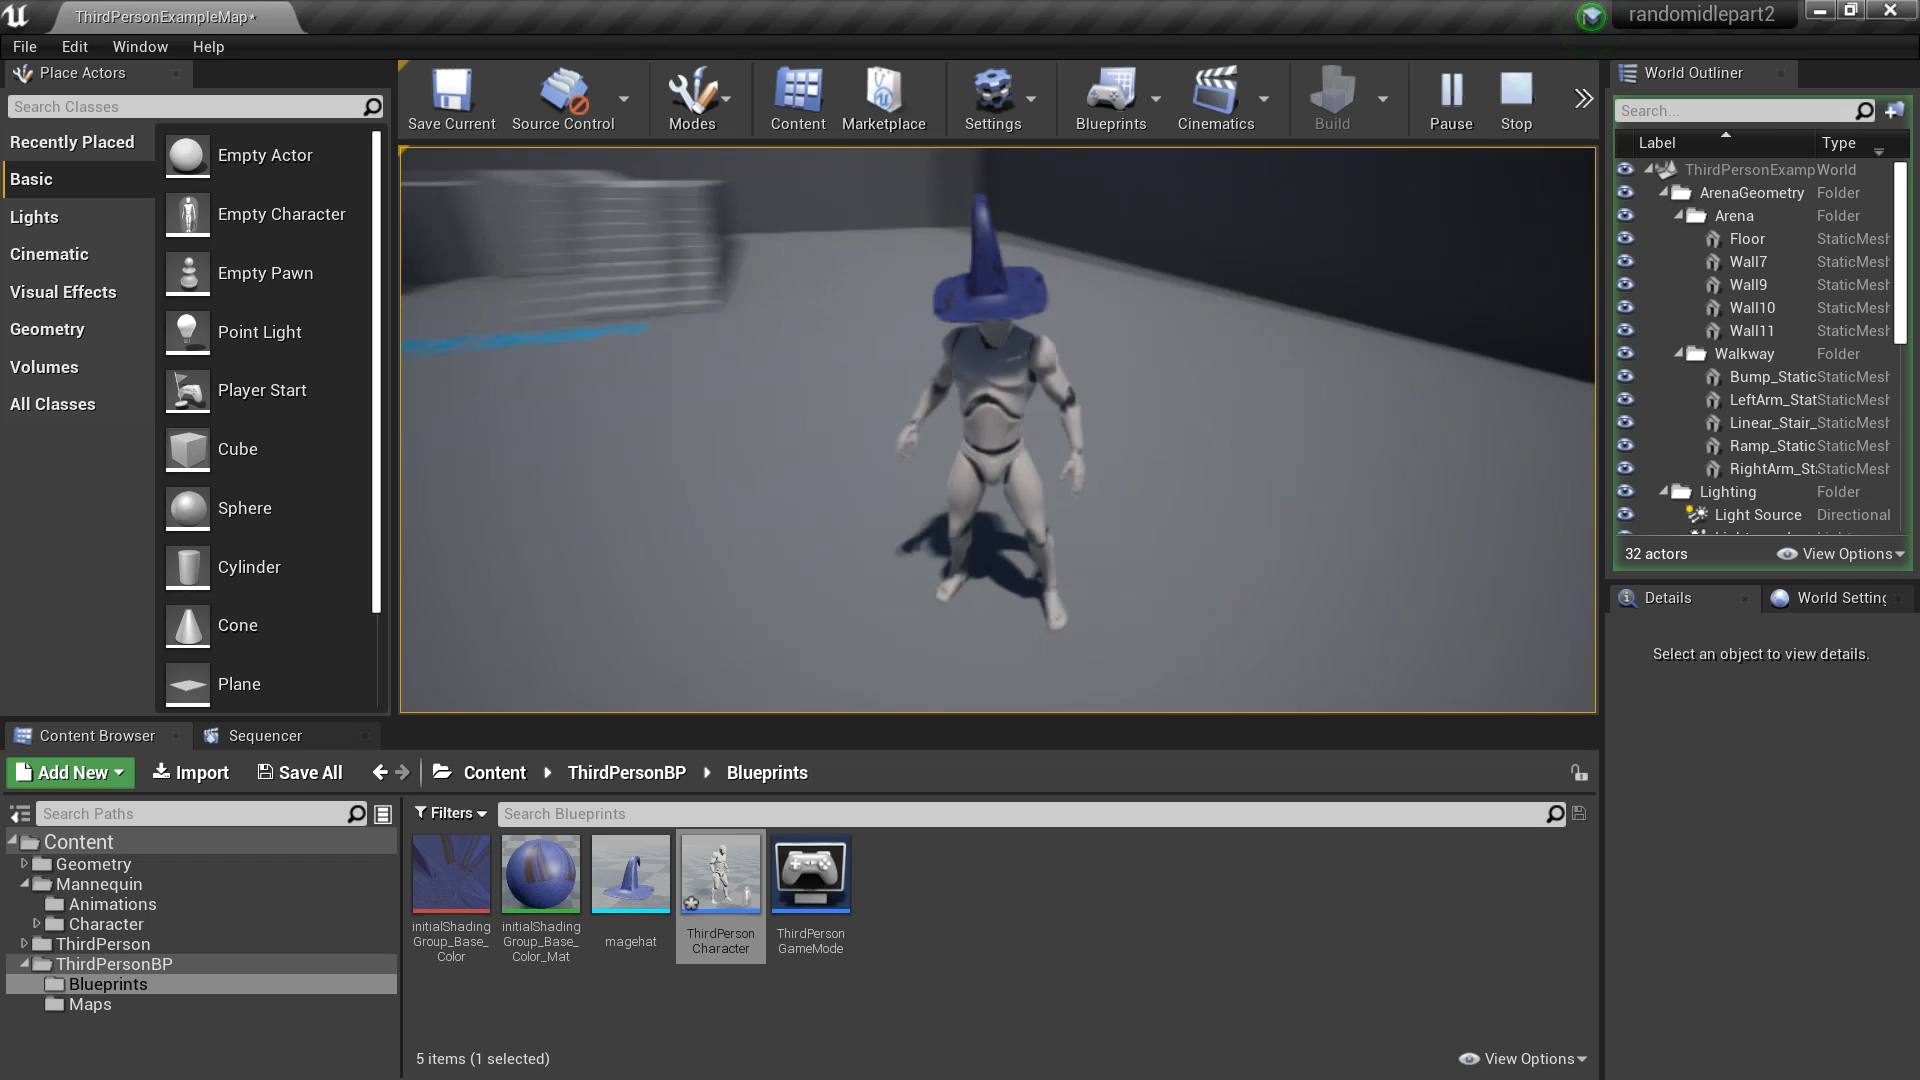 ThirdPersonExampleMap*
randomidlepart2
File Edit Window Help
Place Actors
Search Classes
Recently Placed
Basic
Lights
Cinematic
Visual Effects
Geometry
Volumes
All Classes
Empty Actor
Empty Character
Empty Pawn
Point Light
Player Start
Cube
Sphere
Cylinder
Cone
Plane
Save Current Source Control Modes Content Marketplace Settings Blueprints Cinematics Build Pause Stop
World Outliner
Search...
Label Type
ThirdPersonExamp World
ArenaGeometry Folder
Arena Folder
Floor StaticMesh
Wall7 StaticMesh
Wall9 StaticMesh
Wall10 StaticMesh
Wall11 StaticMesh
Walkway Folder
Bump_Static StaticMesh
LeftArm_Stat StaticMesh
Linear_Stair_ StaticMesh
Ramp_Static StaticMesh
RightArm_St StaticMesh
Lighting Folder
Light Source Directional
32 actors View Options
Details World Setting
Select an object to view details.
Content Browser Sequencer
Add New Import Save All Content ThirdPersonBP Blueprints
Search Paths
Content
Geometry
Mannequin
Animations
Character
ThirdPerson
ThirdPersonBP
Blueprints
Maps
Filters Search Blueprints
initialShading
Group_Base_
Color
initialShading
Group_Base_
Color_Mat
magehat
ThirdPerson
Character
ThirdPerson
GameMode
5 items (1 selected) View Options